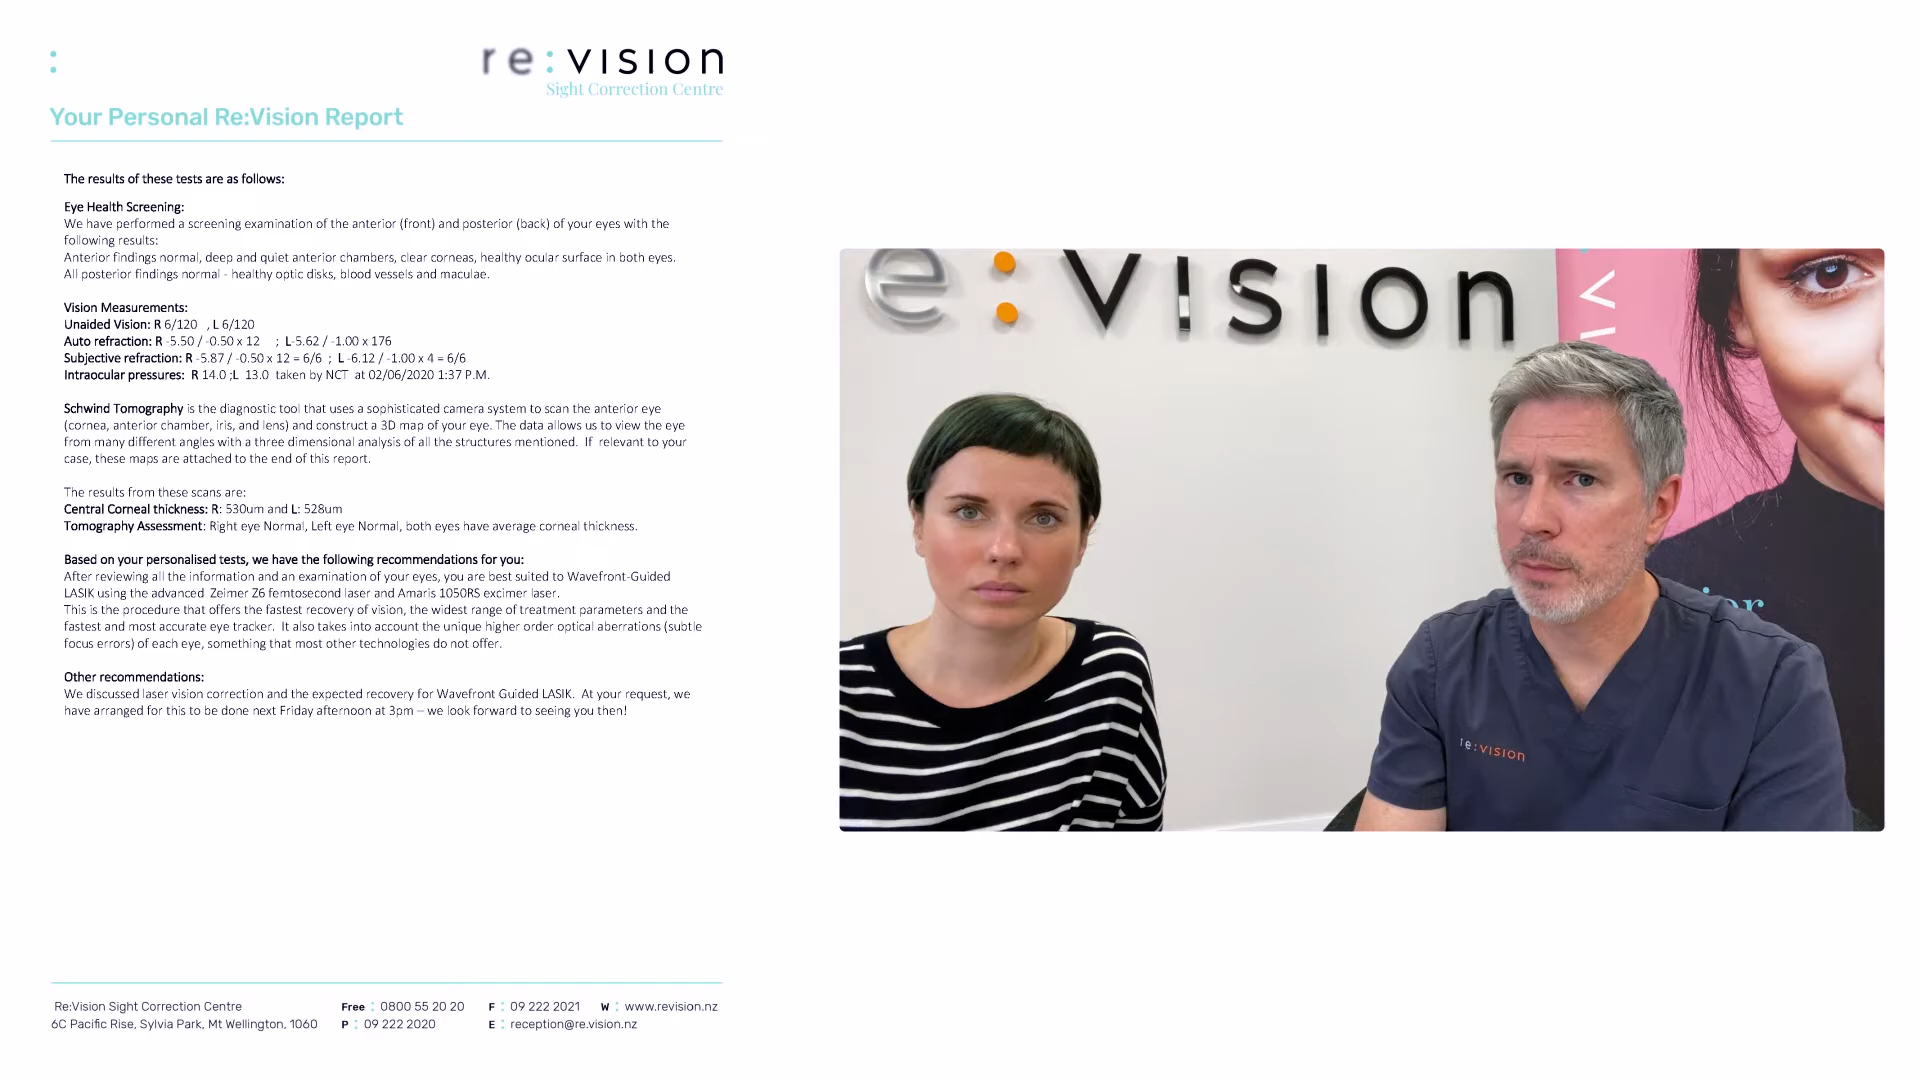 :
re:vision
Sight Correction Centre
Your Personal Re:Vision Report
The results of these tests are as follows:
Eye Health Screening:
We have performed a screening examination of the anterior (front) and posterior (back) of your eyes with the
following results:
Anterior findings normal, deep and quiet anterior chambers, clear corneas, healthy ocular surface in both eyes.
All posterior findings normal - healthy optic disks, blood vessels and maculae.
Vision Measurements:
Unaided Vision: R 6/120 , L 6/120
Auto refraction: R -5.50 / -0.50 x 12 ; L-5.62 / -1.00 x 176
Subjective refraction: R -5.87 / -0.50 x 12 = 6/6 ; L -6.12 / -1.00 x 4 = 6/6
Intraocular pressures: R 14.0 ;L 13.0 taken by NCT at 02/06/2020 1:37 P.M.
Schwind Tomography is the diagnostic tool that uses a sophisticated camera system to scan the anterior eye
(cornea, anterior chamber, iris, and lens) and construct a 3D map of your eye. The data allows us to view the eye
from many different angles with a three dimensional analysis of all the structures mentioned. If relevant to your
case, these maps are attached to the end of this report.
The results from these scans are:
Central Corneal thickness: R: 530um and L: 528um
Tomography Assessment: Right eye Normal, Left eye Normal, both eyes have average corneal thickness.
Based on your personalised tests, we have the following recommendations for you:
After reviewing all the information and an examination of your eyes, you are best suited to Wavefront-Guided
LASIK using the advanced Zeimer Z6 femtosecond laser and Amaris 1050RS excimer laser.
This is the procedure that offers the fastest recovery of vision, the widest range of treatment parameters and the
fastest and most accurate eye tracker. It also takes into account the unique higher order optical aberrations (subtle
focus errors) of each eye, something that most other technologies do not offer.
Other recommendations:
We discussed laser vision correction and the expected recovery for Wavefront Guided LASIK. At your request, we
have arranged for this to be done next Friday afternoon at 3pm – we look forward to seeing you then!
Re:Vision Sight Correction Centre Free : 0800 55 20 20 F : 09 222 2021 W : www.revision.nz
6C Pacific Rise, Sylvia Park, Mt Wellington, 1060 P : 09 222 2020 E : reception@re.vision.nz
e:vision
re:vision